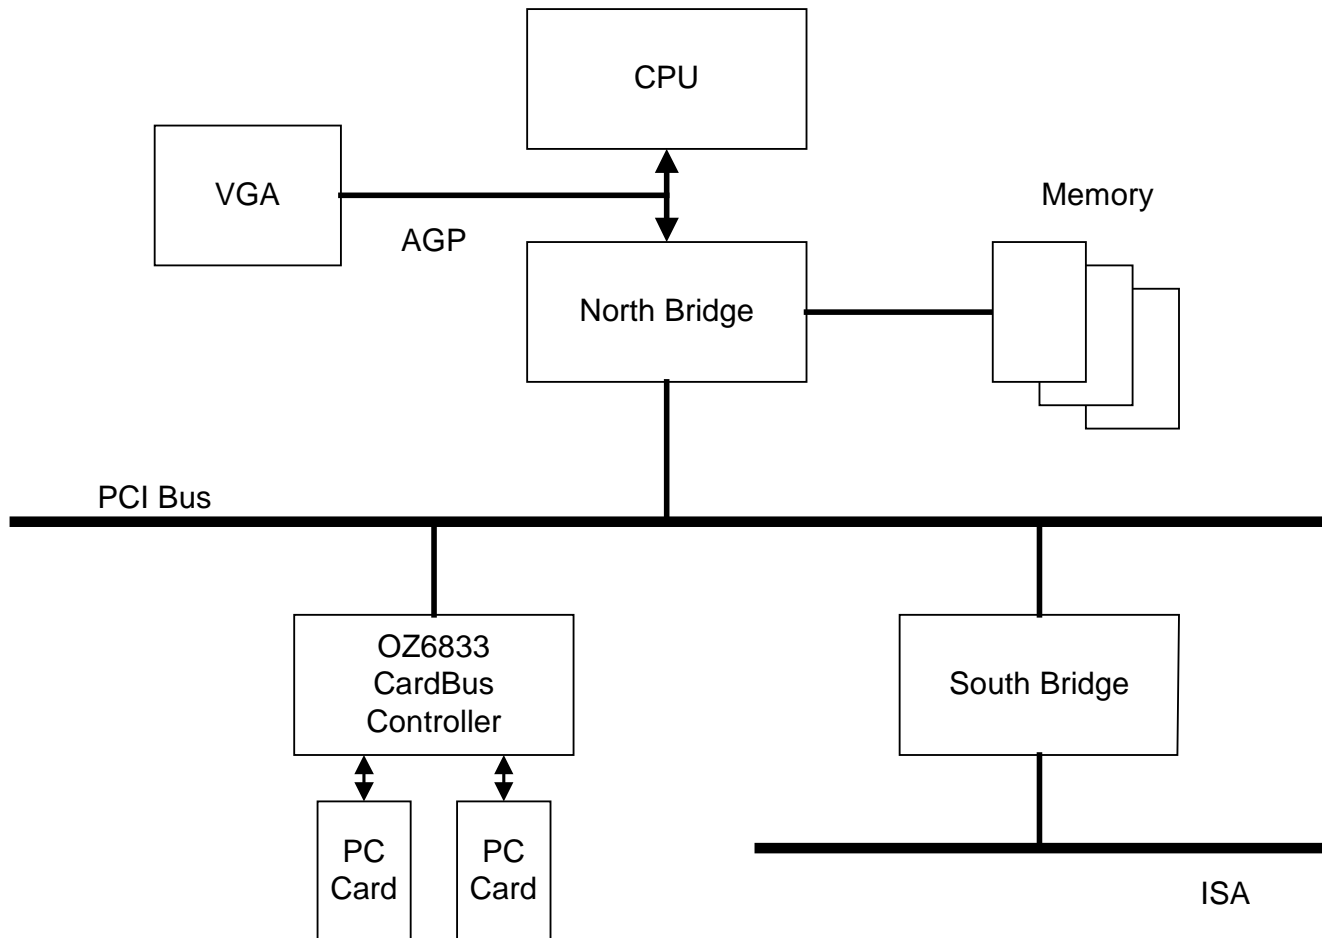 CPU
VGA
Memory
AGP
North Bridge
PCI Bus
OZ6833
CardBus
Controller
South Bridge
PC
Card
PC
Card
ISA